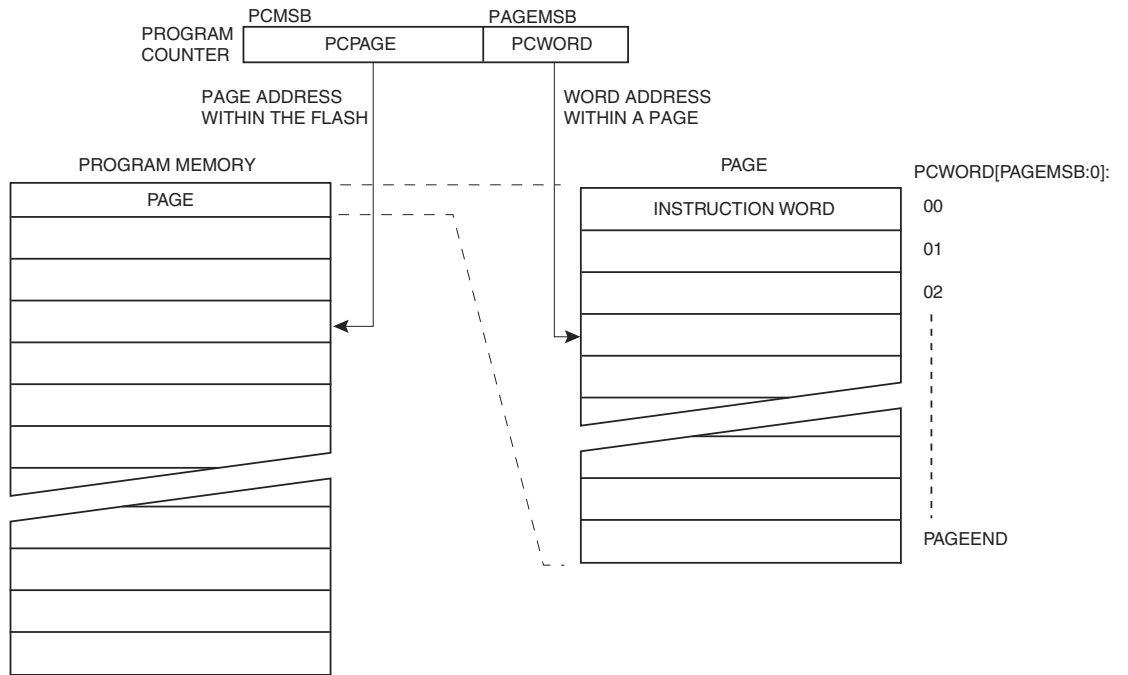 PCMSB
PAGEMSB
PROGRAM
COUNTER
PCPAGE
PCWORD
PAGE ADDRESS
WITHIN THE FLASH
WORD ADDRESS
WITHIN A PAGE
PROGRAM MEMORY
PAGE
PAGE
PCWORD[PAGEMSB:0]:
INSTRUCTION WORD
00
01
02
PAGEEND